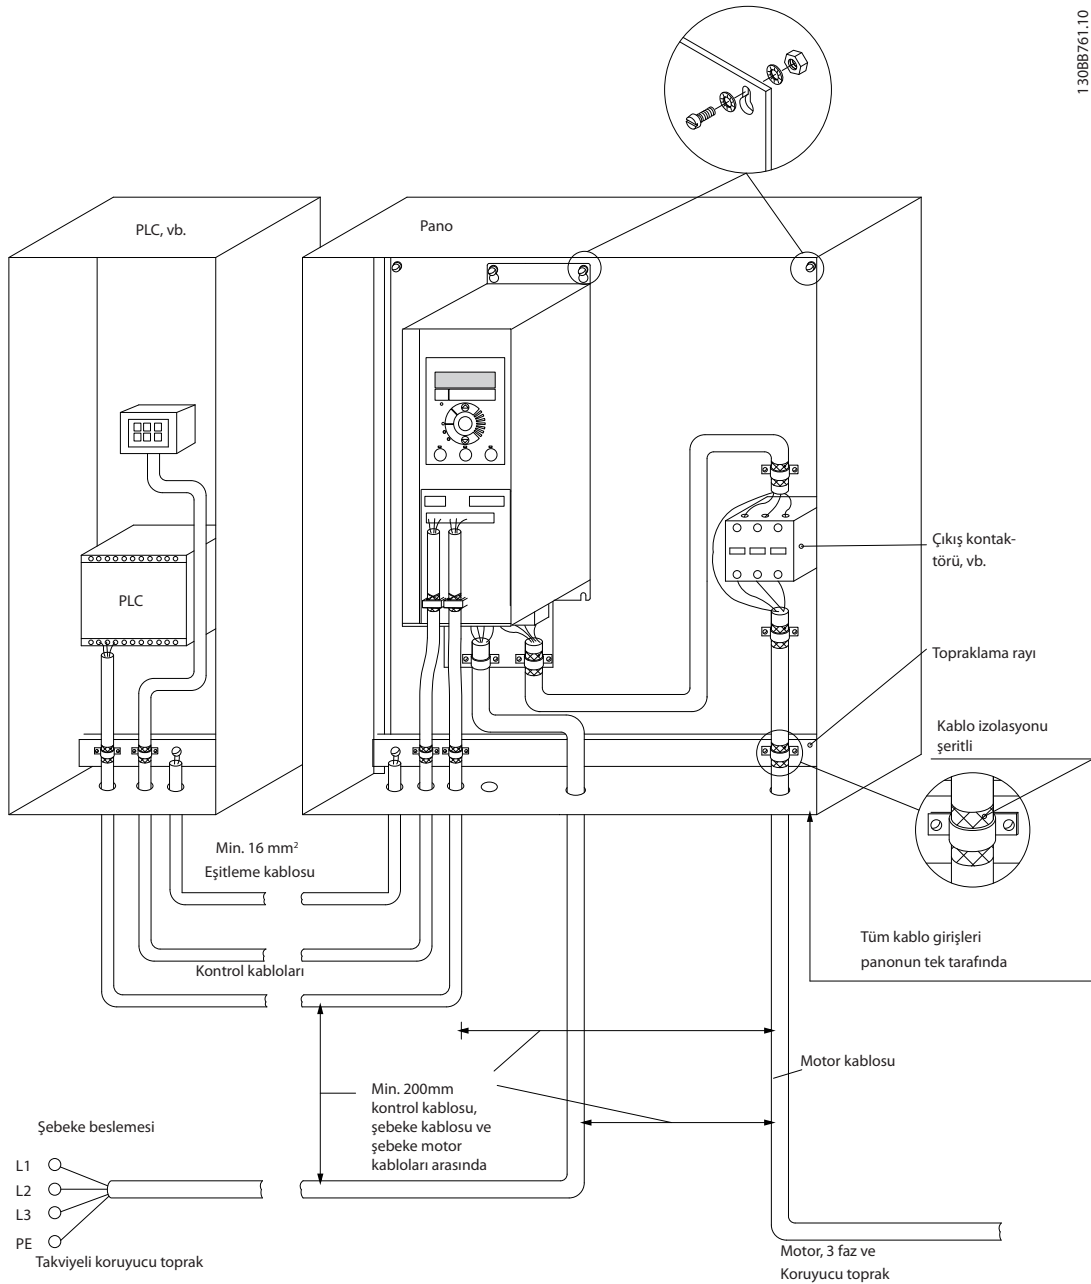 130BB761.10
PLC, vb.
Pano
PLC
Çıkış kontak-
törü, vb.
Topraklama rayı
Kablo izolasyonu
şeritli
Min. 16 mm²
Eşitleme kablosu
Kontrol kabloları
Tüm kablo girişleri
panonun tek tarafında
Motor kablosu
Min. 200mm
kontrol kablosu,
şebeke kablosu ve
şebeke motor
kabloları arasında
Şebeke beslemesi
L1
L2
L3
PE
Takviyeli koruyucu toprak
Motor, 3 faz ve
Koruyucu toprak